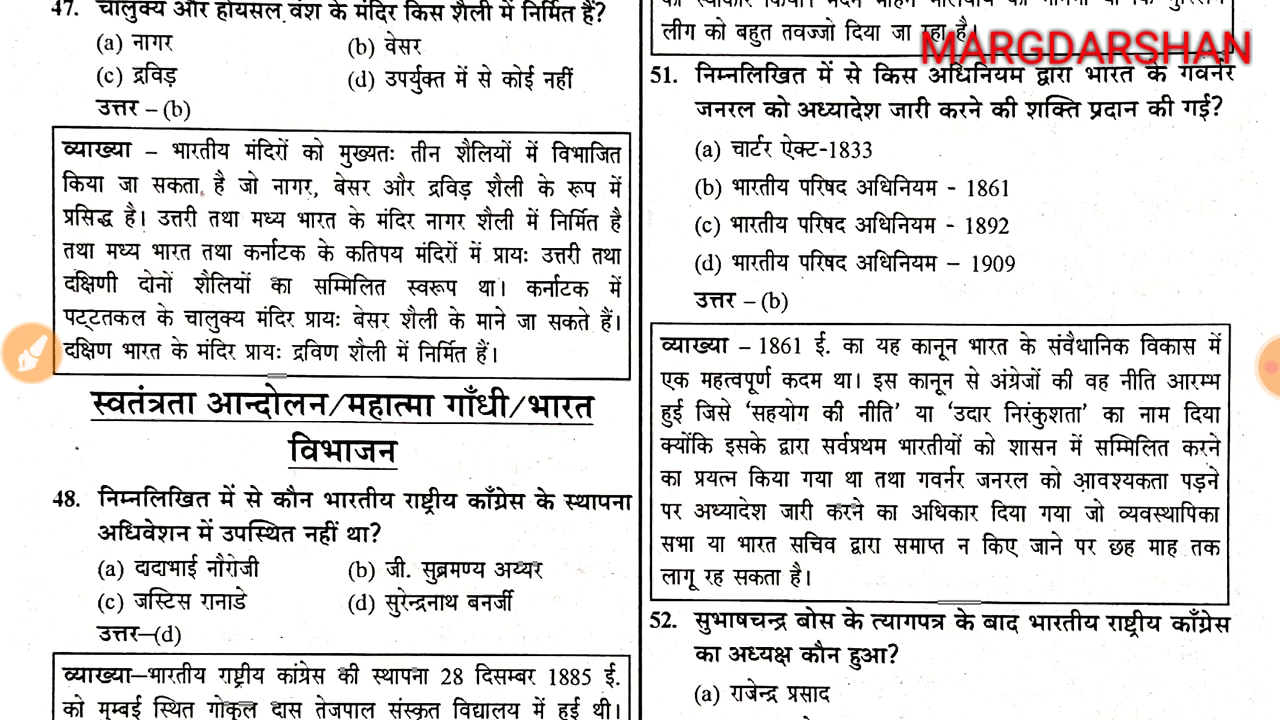 47. चालुक्य और होयसल वंश के मंदिर किस शैली में निर्मित हैं?
(a) नागर (b) वेसर
(c) द्रविड़ (d) उपर्युक्त में से कोई नहीं
उत्तर – (b)
व्याख्या – भारतीय मंदिरों को मुख्यतः तीन शैलियों में विभाजित
किया जा सकता है जो नागर, बेसर और द्रविड़ शैली के रूप में
प्रसिद्ध है। उत्तरी तथा मध्य भारत के मंदिर नागर शैली में निर्मित है
तथा मध्य भारत तथा कर्नाटक के कतिपय मंदिरों में प्रायः उत्तरी तथा
दक्षिणी दोनों शैलियों का सम्मिलित स्वरूप था। कर्नाटक में
पट्टतकल के चालुक्य मंदिर प्रायः बेसर शैली के माने जा सकते हैं।
दक्षिण भारत के मंदिर प्रायः द्रविण शैली में निर्मित हैं।
स्वतंत्रता आन्दोलन/महात्मा गाँधी/भारत
विभाजन
48. निम्नलिखित में से कौन भारतीय राष्ट्रीय काँग्रेस के स्थापना
अधिवेशन में उपस्थित नहीं था?
(a) दादाभाई नौरोजी (b) जी. सुब्रमण्य अय्यर
(c) जस्टिस रानाडे (d) सुरेन्द्रनाथ बनर्जी
उत्तर–(d)
व्याख्या–भारतीय राष्ट्रीय कांग्रेस की स्थापना 28 दिसम्बर 1885 ई.
को मुम्बई स्थित गोकुल दास तेजपाल संस्कृत विद्यालय में हुई थी।
लीग को बहुत तवज्जो दिया जा रहा है।
MARGDARSHAN
51. निम्नलिखित में से किस अधिनियम द्वारा भारत के गवर्नर
जनरल को अध्यादेश जारी करने की शक्ति प्रदान की गई?
(a) चार्टर ऐक्ट-1833
(b) भारतीय परिषद अधिनियम - 1861
(c) भारतीय परिषद अधिनियम - 1892
(d) भारतीय परिषद अधिनियम – 1909
उत्तर – (b)
व्याख्या – 1861 ई. का यह कानून भारत के संवैधानिक विकास में
एक महत्वपूर्ण कदम था। इस कानून से अंग्रेजों की वह नीति आरम्भ
हुई जिसे ‘सहयोग की नीति’ या ‘उदार निरंकुशता’ का नाम दिया
क्योंकि इसके द्वारा सर्वप्रथम भारतीयों को शासन में सम्मिलित करने
का प्रयत्न किया गया था तथा गवर्नर जनरल को आवश्यकता पड़ने
पर अध्यादेश जारी करने का अधिकार दिया गया जो व्यवस्थापिका
सभा या भारत सचिव द्वारा समाप्त न किए जाने पर छह माह तक
लागू रह सकता है।
52. सुभाषचन्द्र बोस के त्यागपत्र के बाद भारतीय राष्ट्रीय काँग्रेस
का अध्यक्ष कौन हुआ?
(a) राजेन्द्र प्रसाद